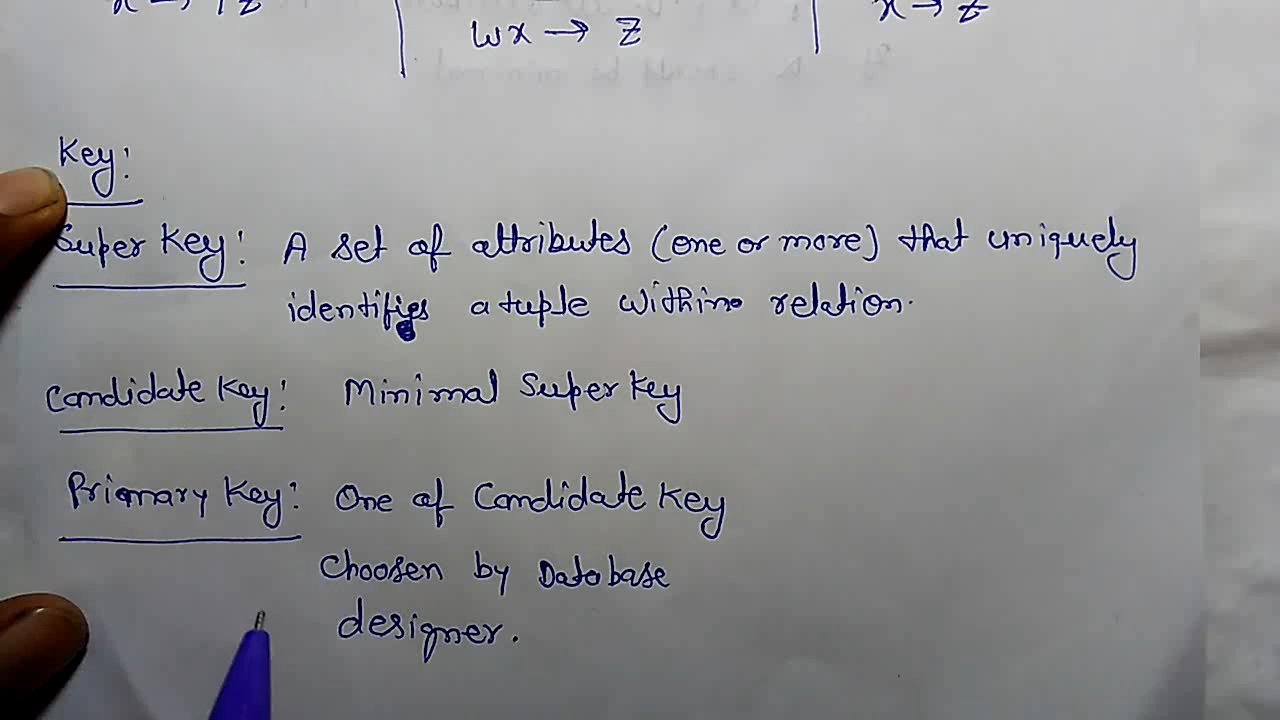 x → yz
wx → z
x → z
Key:
Super Key: A set of attributes (one or more) that uniquely
identifies a tuple within relation.
Candidate Key: Minimal Super Key
Primary Key: One of Candidate Key
Choosen by Database
designer.